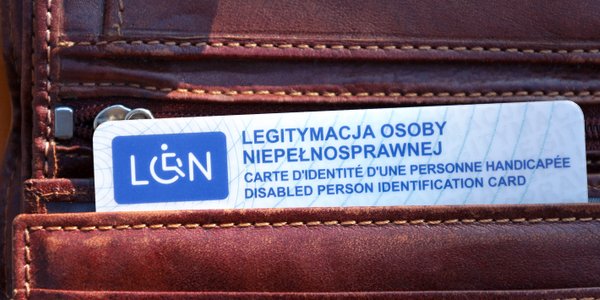 L N
LEGITYMACJA OSOBY
NIEPEŁNOSPRAWNEJ
CARTE D'IDENTITÉ D'UNE PERSONNE HANDICAPÉE
DISABLED PERSON IDENTIFICATION CARD